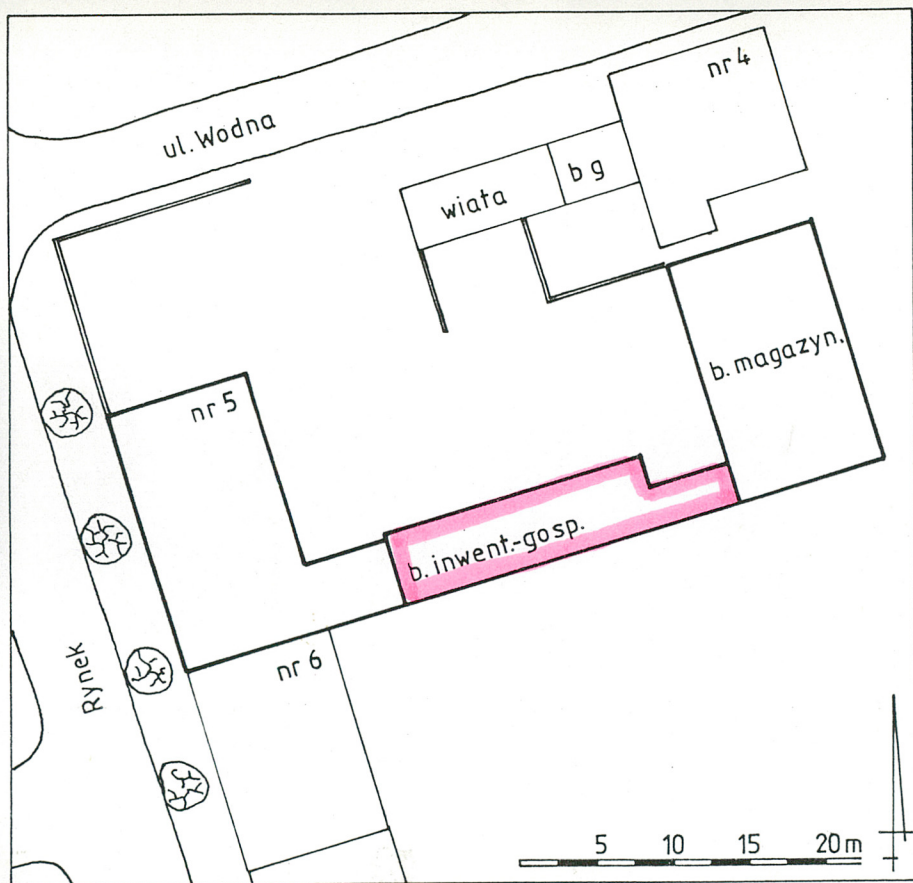 nr 4
ul. Wodna
b g
wiata
b. magazyn.
nr 5
b. inwent.-gosp.
nr 6
Rynek
5 10 15 20 m